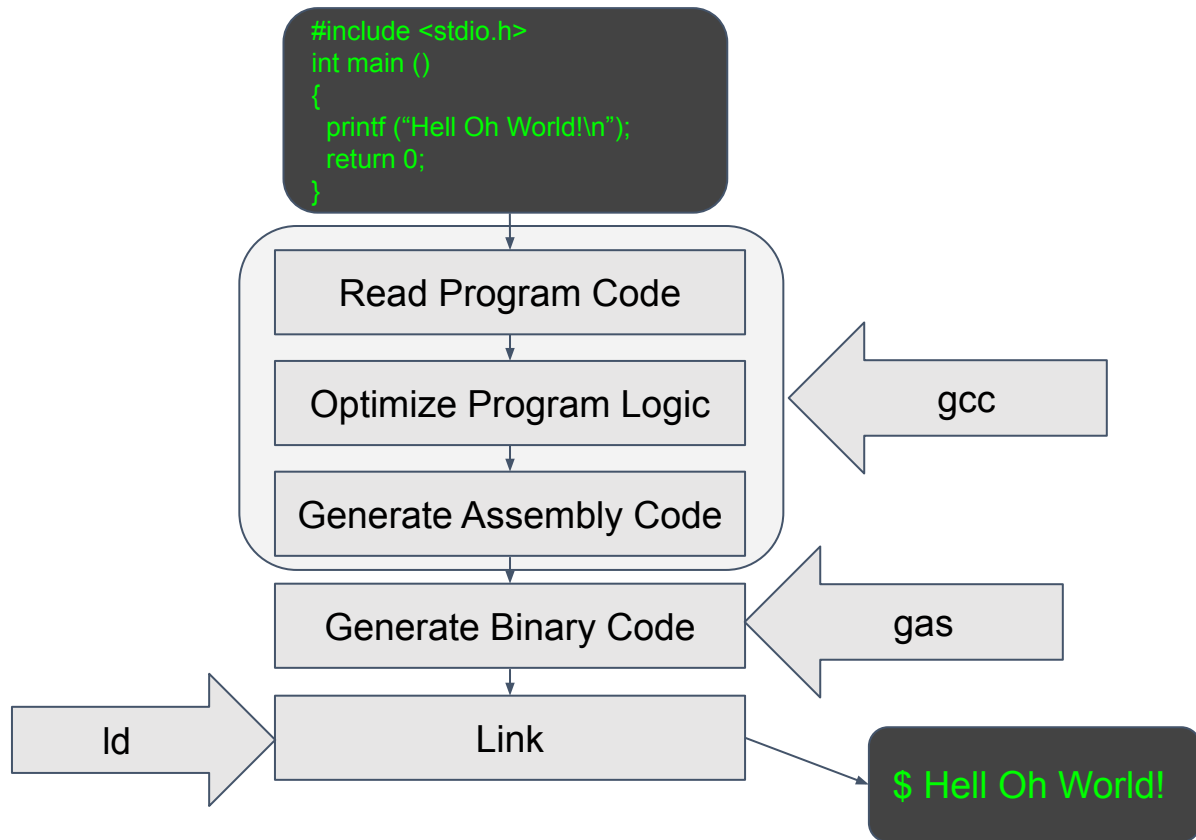 #include <stdio.h>
int main ()
{
printf (“Hell Oh World!\n”);
return 0;
}
Read Program Code
Optimize Program Logic
gcc
Generate Assembly Code
Generate Binary Code
gas
ld
Link
$ Hell Oh World!